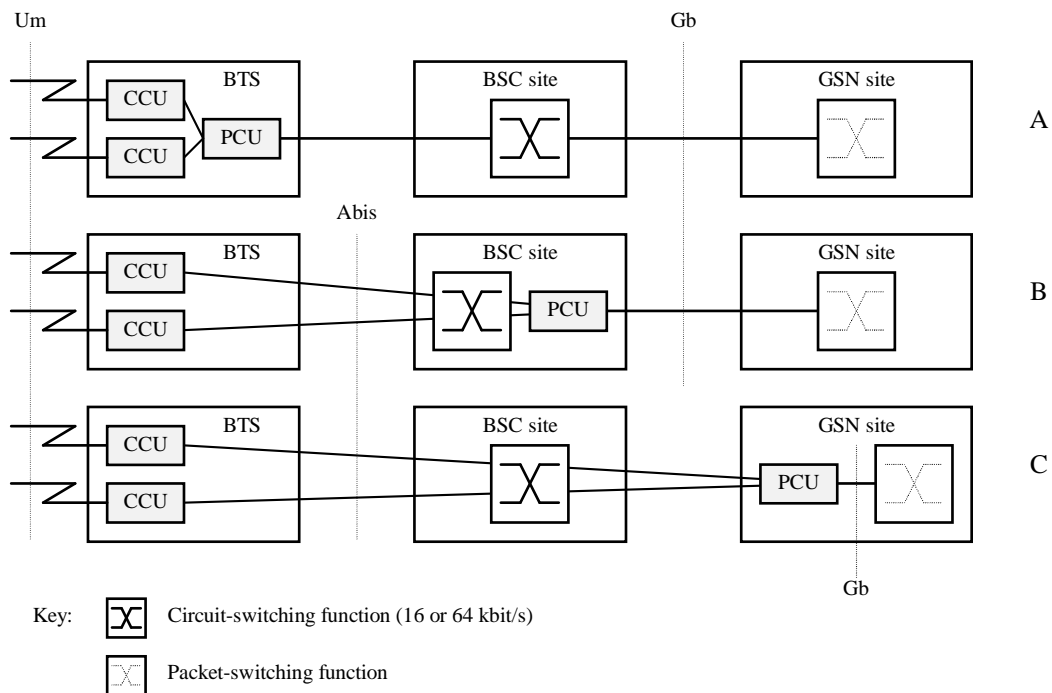 Um
Gb
BTS
BSC site
GSN site
CCU
PCU
CCU
A
Abis
BTS
BSC site
GSN site
CCU
PCU
CCU
B
BTS
BSC site
GSN site
CCU
PCU
CCU
C
Gb
Key:
Circuit-switching function (16 or 64 kbit/s)
Packet-switching function